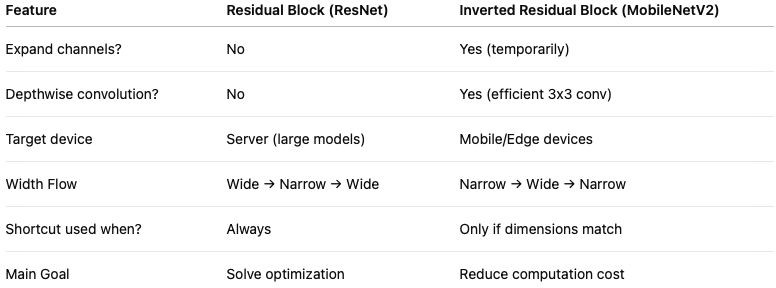 Feature Residual Block (ResNet) Inverted Residual Block (MobileNetV2)
Expand channels? No Yes (temporarily)
Depthwise convolution? No Yes (efficient 3x3 conv)
Target device Server (large models) Mobile/Edge devices
Width Flow Wide → Narrow → Wide Narrow → Wide → Narrow
Shortcut used when? Always Only if dimensions match
Main Goal Solve optimization Reduce computation cost